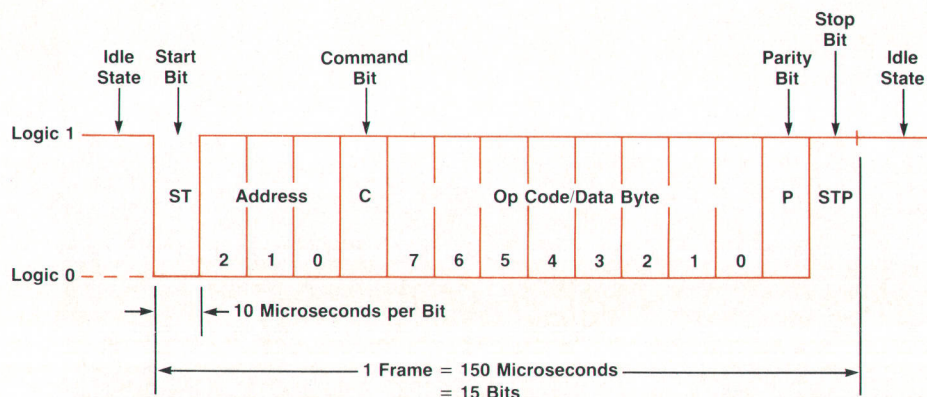 Stop
Bit
Idle
State
Start
Bit
Command
Bit
Parity
Bit
Idle
State
Logic 1
ST
Address
C
Op Code/Data Byte
P
STP
2 1 0 7 6 5 4 3 2 1 0
Logic 0
10 Microseconds per Bit
1 Frame = 150 Microseconds
= 15 Bits